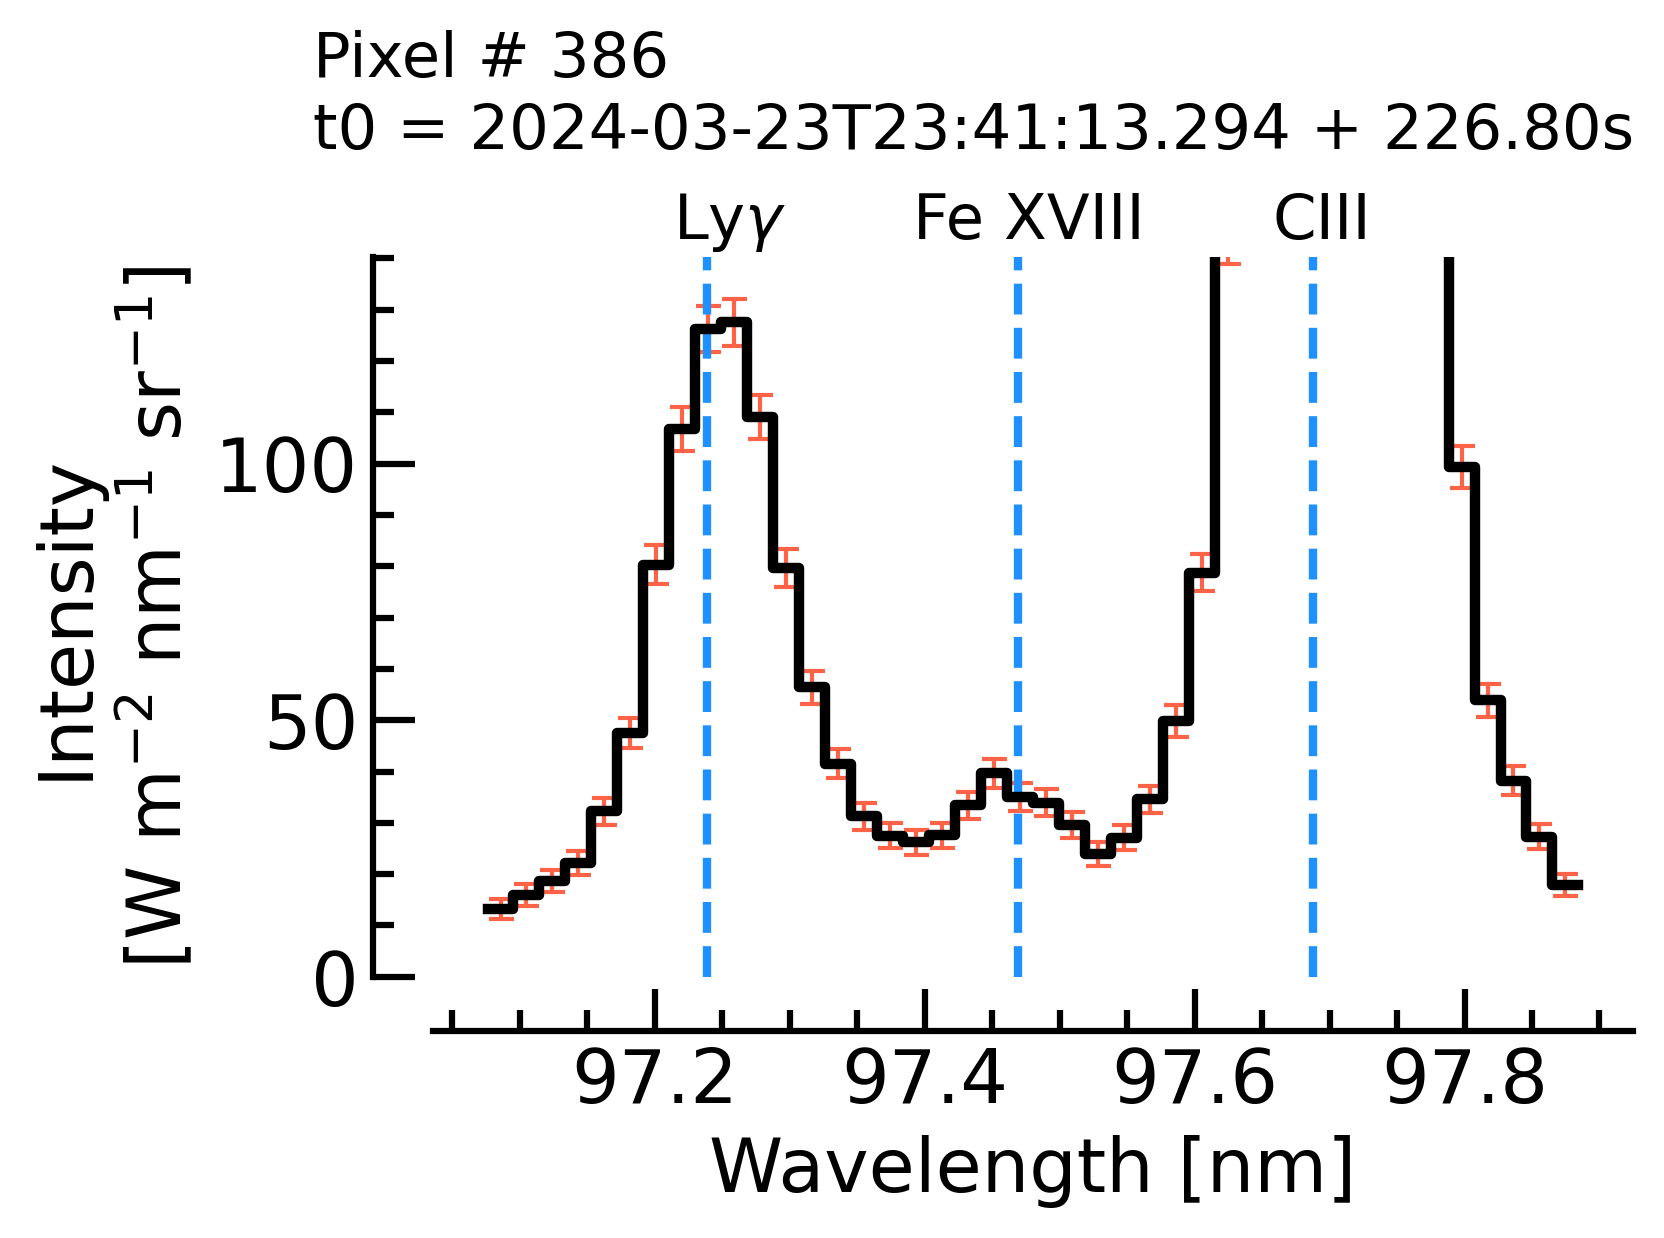 Pixel # 386
t0 = 2024-03-23T23:41:13.294 + 226.80s
Lyγ Fe XVIII CIII
Intensity
[W m⁻² nm⁻¹ sr⁻¹]
100
50
0
97.2 97.4 97.6 97.8
Wavelength [nm]